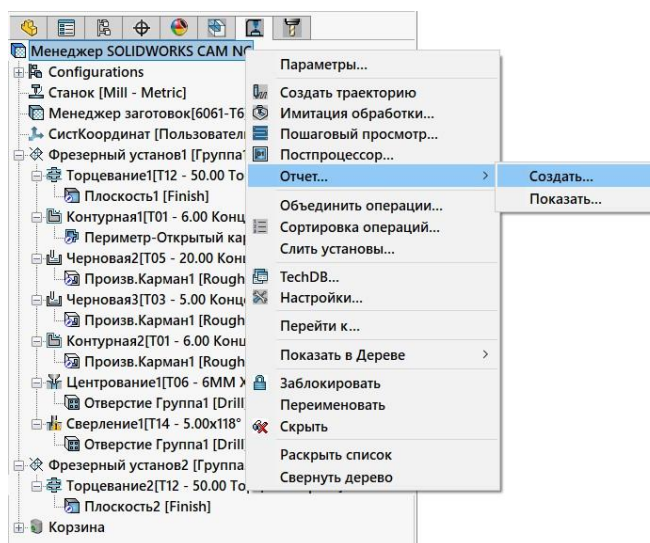 Менеджер SOLIDWORKS CAM NC
Configurations
Станок [Mill - Metric]
Менеджер заготовок[6061-T6
СистКоординат [Пользовател
Фрезерный установ1 [Группа
Торцевание1[T12 - 50.00 То
Плоскость1 [Finish]
Контурная1[T01 - 6.00 Конц
Периметр-Открытый кар
Черновая2[T05 - 20.00 Кон
Произв.Карман1 [Rough
Черновая3[T03 - 5.00 Конц
Произв.Карман1 [Rough
Контурная2[T01 - 6.00 Конц
Произв.Карман1 [Rough
Центрование1[T06 - 6MM X
Отверстие Группа1 [Drill
Сверление1[T14 - 5.00x118°
Отверстие Группа1 [Drill
Фрезерный установ2 [Группа
Торцевание2[T12 - 50.00 То
Плоскость2 [Finish]
Корзина
Параметры...
Создать траекторию
Имитация обработки...
Пошаговый просмотр...
Постпроцессор...
Отчет...
Объединить операции...
Сортировка операций...
Слить установы...
TechDB...
Настройки...
Перейти к...
Показать в Дереве
Заблокировать
Переименовать
Скрыть
Раскрыть список
Свернуть дерево
Создать...
Показать...